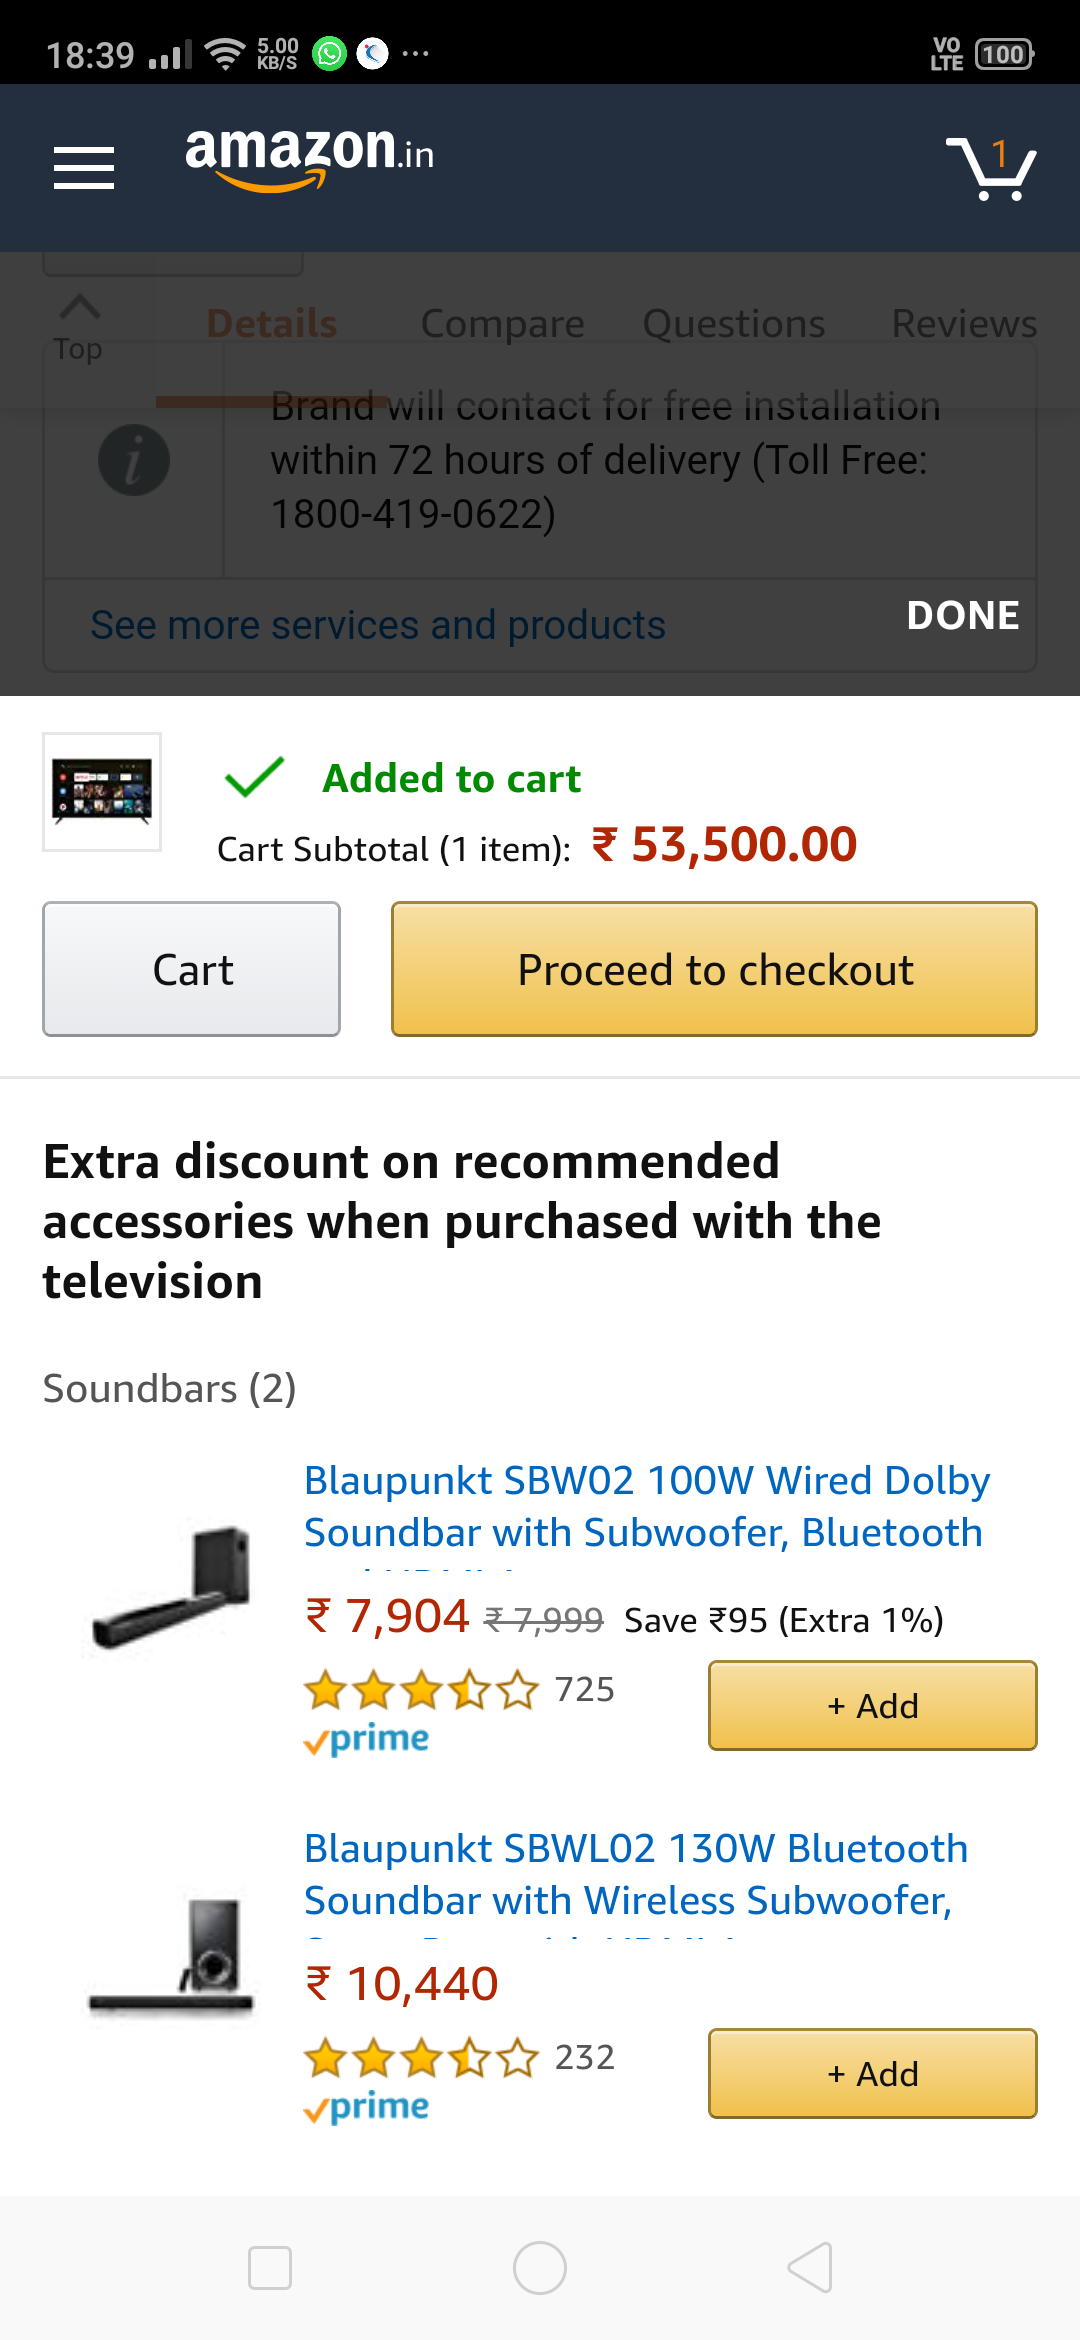 18:39 5.00 KB/S ... VO LTE 100
amazon.in 1
Top Details Compare Questions Reviews
Brand will contact for free installation
within 72 hours of delivery (Toll Free:
1800-419-0622)
See more services and products DONE
Added to cart
Cart Subtotal (1 item): ₹ 53,500.00
Cart Proceed to checkout
Extra discount on recommended
accessories when purchased with the
television
Soundbars (2)
Blaupunkt SBW02 100W Wired Dolby
Soundbar with Subwoofer, Bluetooth
₹ 7,904 ₹ 7,999 Save ₹95 (Extra 1%)
725
+ Add
prime
Blaupunkt SBWL02 130W Bluetooth
Soundbar with Wireless Subwoofer,
₹ 10,440
232
+ Add
prime